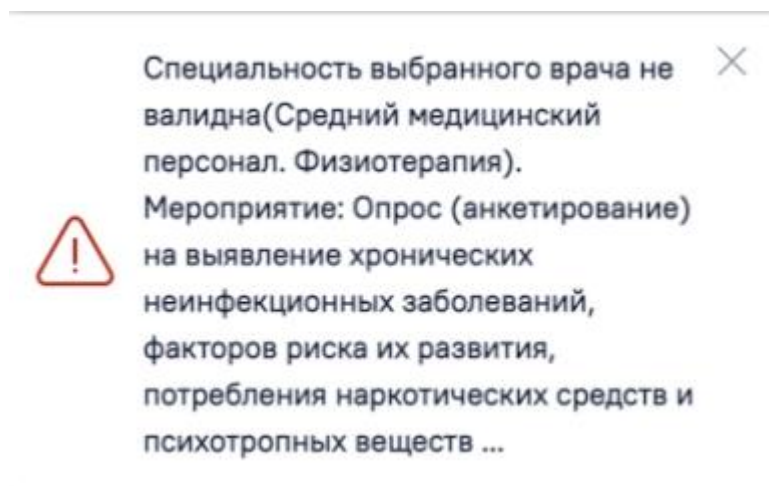 Специальность выбранного врача не
валидна(Средний медицинский
персонал. Физиотерапия).
Мероприятие: Опрос (анкетирование)
на выявление хронических
неинфекционных заболеваний,
факторов риска их развития,
потребления наркотических средств и
психотропных веществ ...